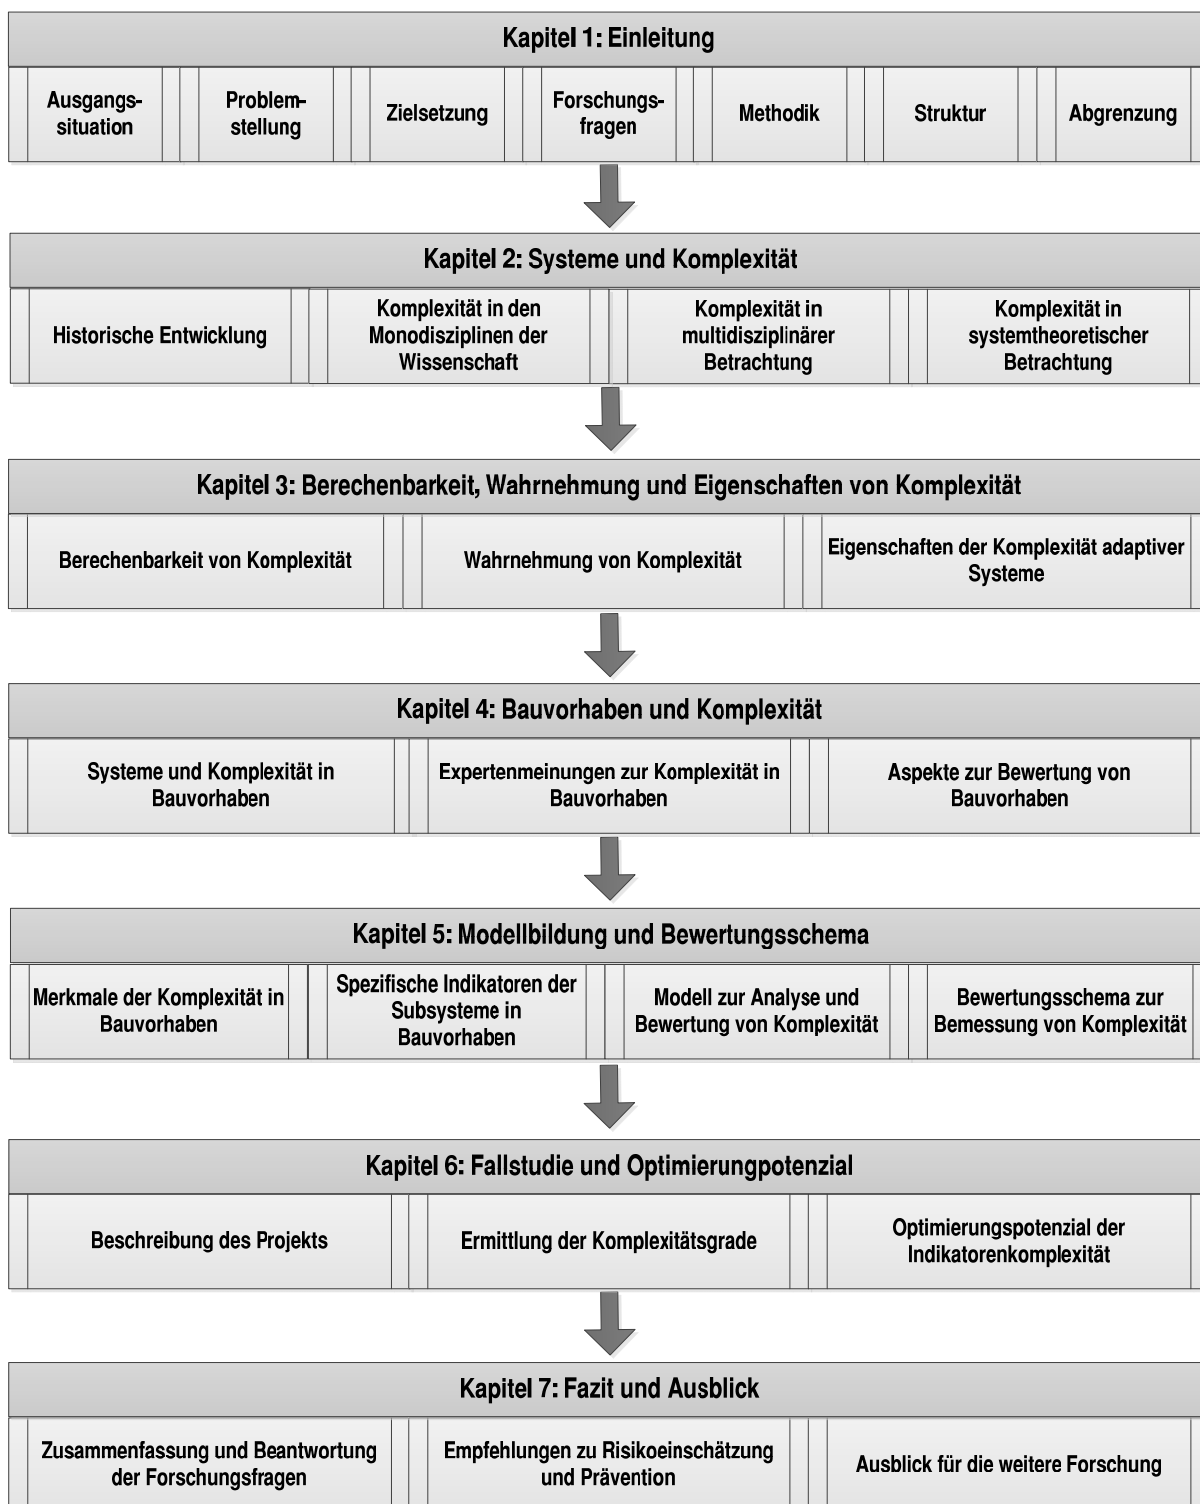 Kapitel 1: Einleitung
Ausgangs-
situation
Problem-
stellung
Zielsetzung
Forschungs-
fragen
Methodik
Struktur
Abgrenzung
Kapitel 2: Systeme und Komplexität
Historische Entwicklung
Komplexität in den
Monodisziplinen der
Wissenschaft
Komplexität in
multidisziplinärer
Betrachtung
Komplexität in
systemtheoretischer
Betrachtung
Kapitel 3: Berechenbarkeit, Wahrnehmung und Eigenschaften von Komplexität
Berechenbarkeit von Komplexität
Wahrnehmung von Komplexität
Eigenschaften der Komplexität adaptiver
Systeme
Kapitel 4: Bauvorhaben und Komplexität
Systeme und Komplexität in
Bauvorhaben
Expertenmeinungen zur Komplexität in
Bauvorhaben
Aspekte zur Bewertung von
Bauvorhaben
Kapitel 5: Modellbildung und Bewertungsschema
Merkmale der Komplexität in
Bauvorhaben
Spezifische Indikatoren der
Subsysteme in
Bauvorhaben
Modell zur Analyse und
Bewertung von Komplexität
Bewertungsschema zur
Bemessung von Komplexität
Kapitel 6: Fallstudie und Optimierungpotenzial
Beschreibung des Projekts
Ermittlung der Komplexitätsgrade
Optimierungspotenzial der
Indikatorenkomplexität
Kapitel 7: Fazit und Ausblick
Zusammenfassung und Beantwortung
der Forschungsfragen
Empfehlungen zu Risikoeinschätzung
und Prävention
Ausblick für die weitere Forschung